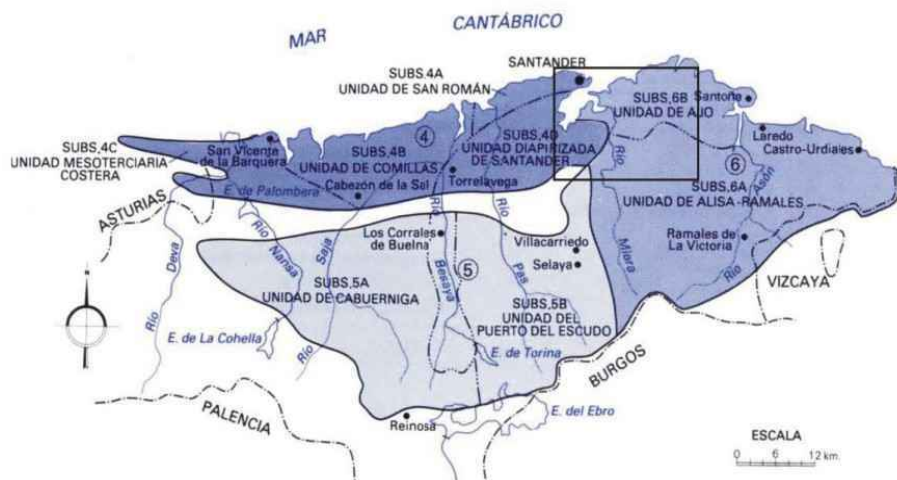 MAR CANTÁBRICO
SANTANDER
SUBS.4A
UNIDAD DE SAN ROMÁN
SUBS,6B
UNIDAD DE AJO
Santoña
SUBS,4C
UNIDAD MESOTERCIARIA
COSTERA
San Vicente
de la Barquera
4
SUBS,4B
UNIDAD DE COMILLAS
SUBS,4D
UNIDAD DIAPIRIZADA
DE SANTANDER
Río
Laredo
Castro-Urdiales
6
E. de Palombera
Cabezón de la Sal
Torrelavega
SUBS,6A
UNIDAD DE ALISA-RAMALES
Asón
ASTURIAS
Río
Nansa
Saja
Río
Río
Los Corrales
de Buelna
Villacarriedo
Selaya
Ramales de
La Victoria
Deva
Besaya
5
Pas
Miera
Río
VIZCAYA
SUBS,5A
UNIDAD DE CABUERNIGA
SUBS,5B
UNIDAD DEL
PUERTO DEL ESCUDO
N
Río
E. de La Cohella
Río
E. de Torina
BURGOS
PALENCIA
E. del Ebro
Reinosa
ESCALA
0 6 12 km.